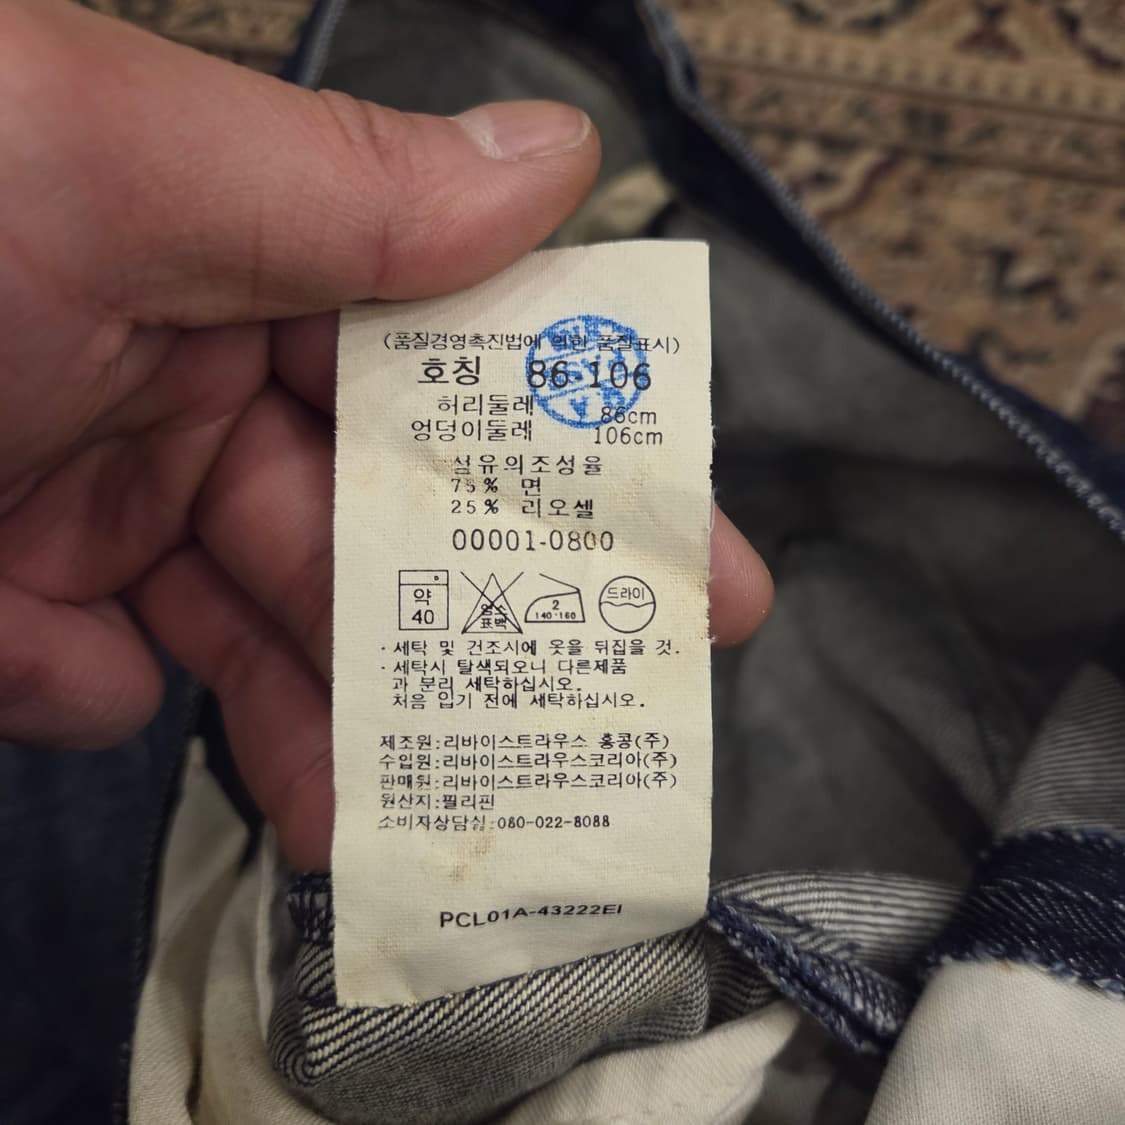 (품질경영촉진법에 의한 품질표시)
호칭 86-106
허리둘레 86cm
엉덩이둘레 106cm
섬유의조성율
75% 면
25% 리오셀
00001-0800
약 40
염소 표백
2 140·160
드라이
· 세탁 및 건조시에 옷을 뒤집을 것.
· 세탁시 탈색되오니 다른제품
과 분리 세탁하십시오.
처음 입기 전에 세탁하십시오.
제조원:리바이스트라우스 홍콩(주)
수입원:리바이스트라우스코리아(주)
판매원:리바이스트라우스코리아(주)
원산지:필리핀
소비자상담실:080-022-8088
PCL01A-43222EI